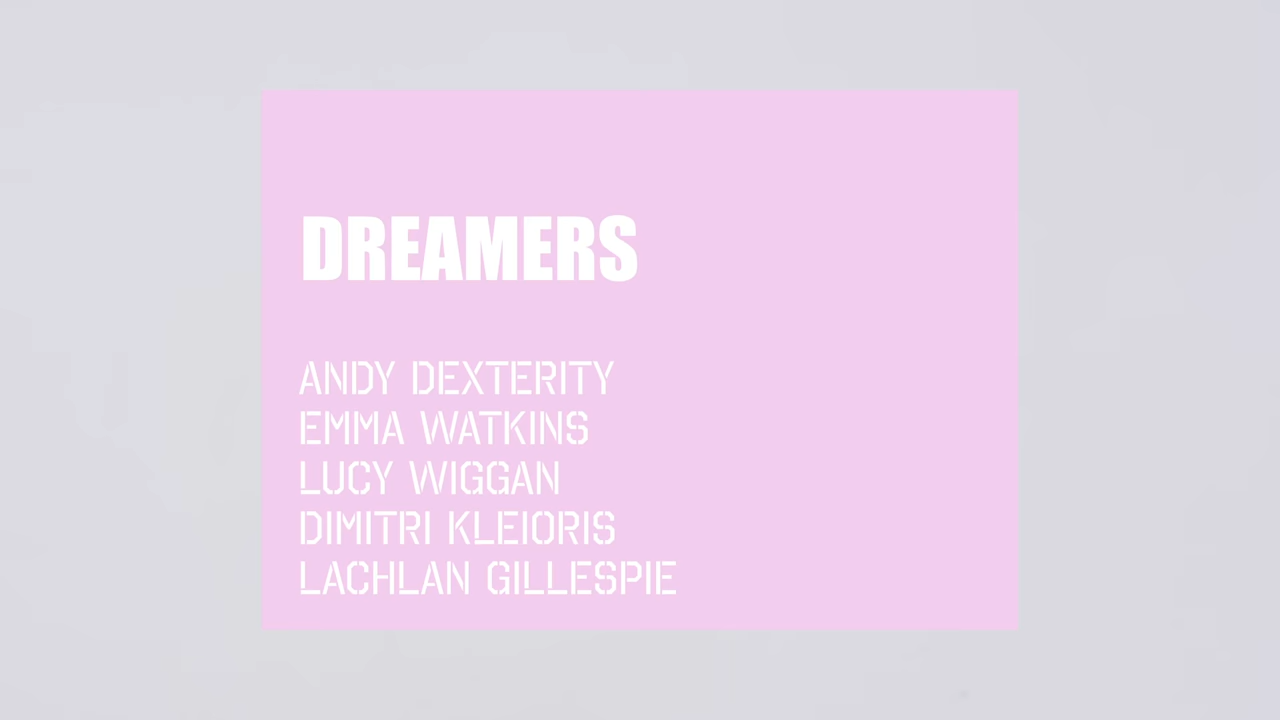 DREAMERS
ANDY DEXTERITY
EMMA WATKINS
LUCY WIGGAN
DIMITRI KLEIORIS
LACHLAN GILLESPIE